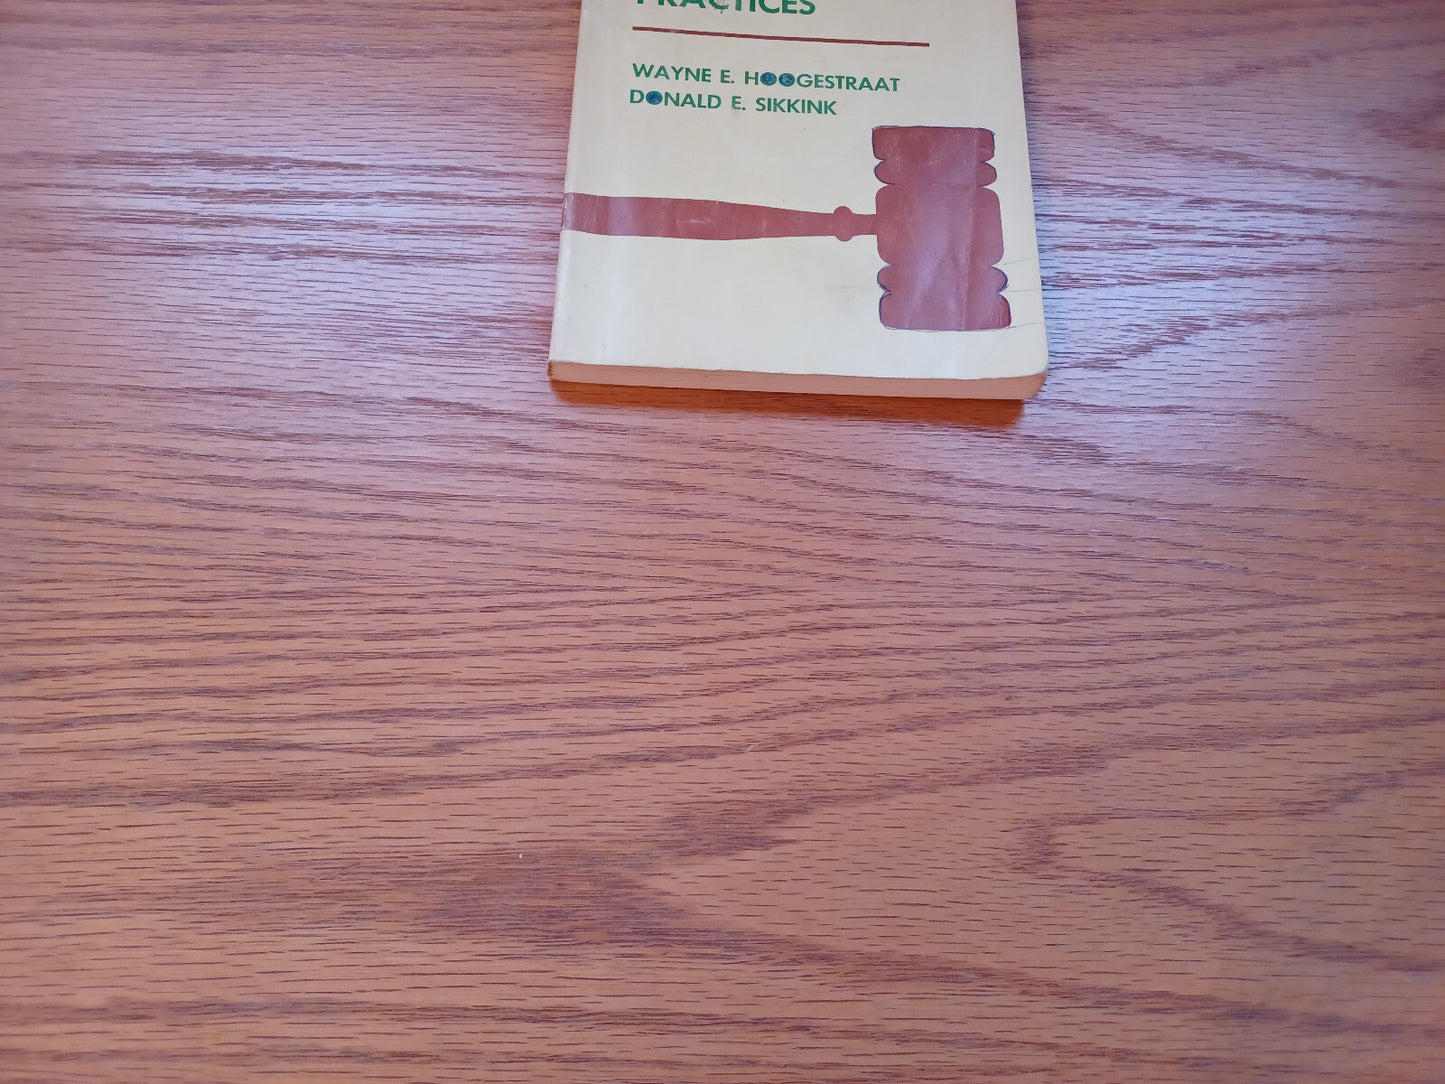 PRACTICES
WAYNE E. HOOGESTRAAT
DONALD E. SIKKINK